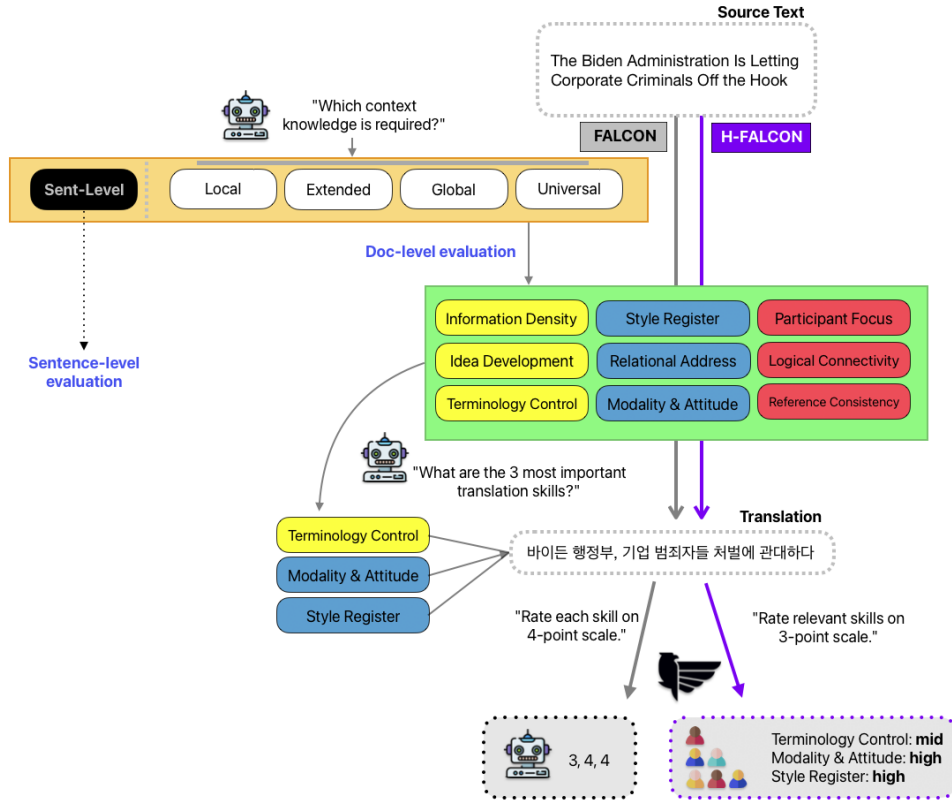 Source Text
The Biden Administration Is Letting
Corporate Criminals Off the Hook
"Which context
knowledge is required?"
FALCON
H-FALCON
Sent-Level
Local
Extended
Global
Universal
Doc-level evaluation
Sentence-level
evaluation
Information Density
Style Register
Participant Focus
Idea Development
Relational Address
Logical Connectivity
Terminology Control
Modality & Attitude
Reference Consistency
"What are the 3 most important
translation skills?"
Translation
Terminology Control
Modality & Attitude
Style Register
바이든 행정부, 기업 범죄자들 처벌에 관대하다
"Rate each skill on
4-point scale."
"Rate relevant skills on
3-point scale."
3, 4, 4
Terminology Control: mid
Modality & Attitude: high
Style Register: high